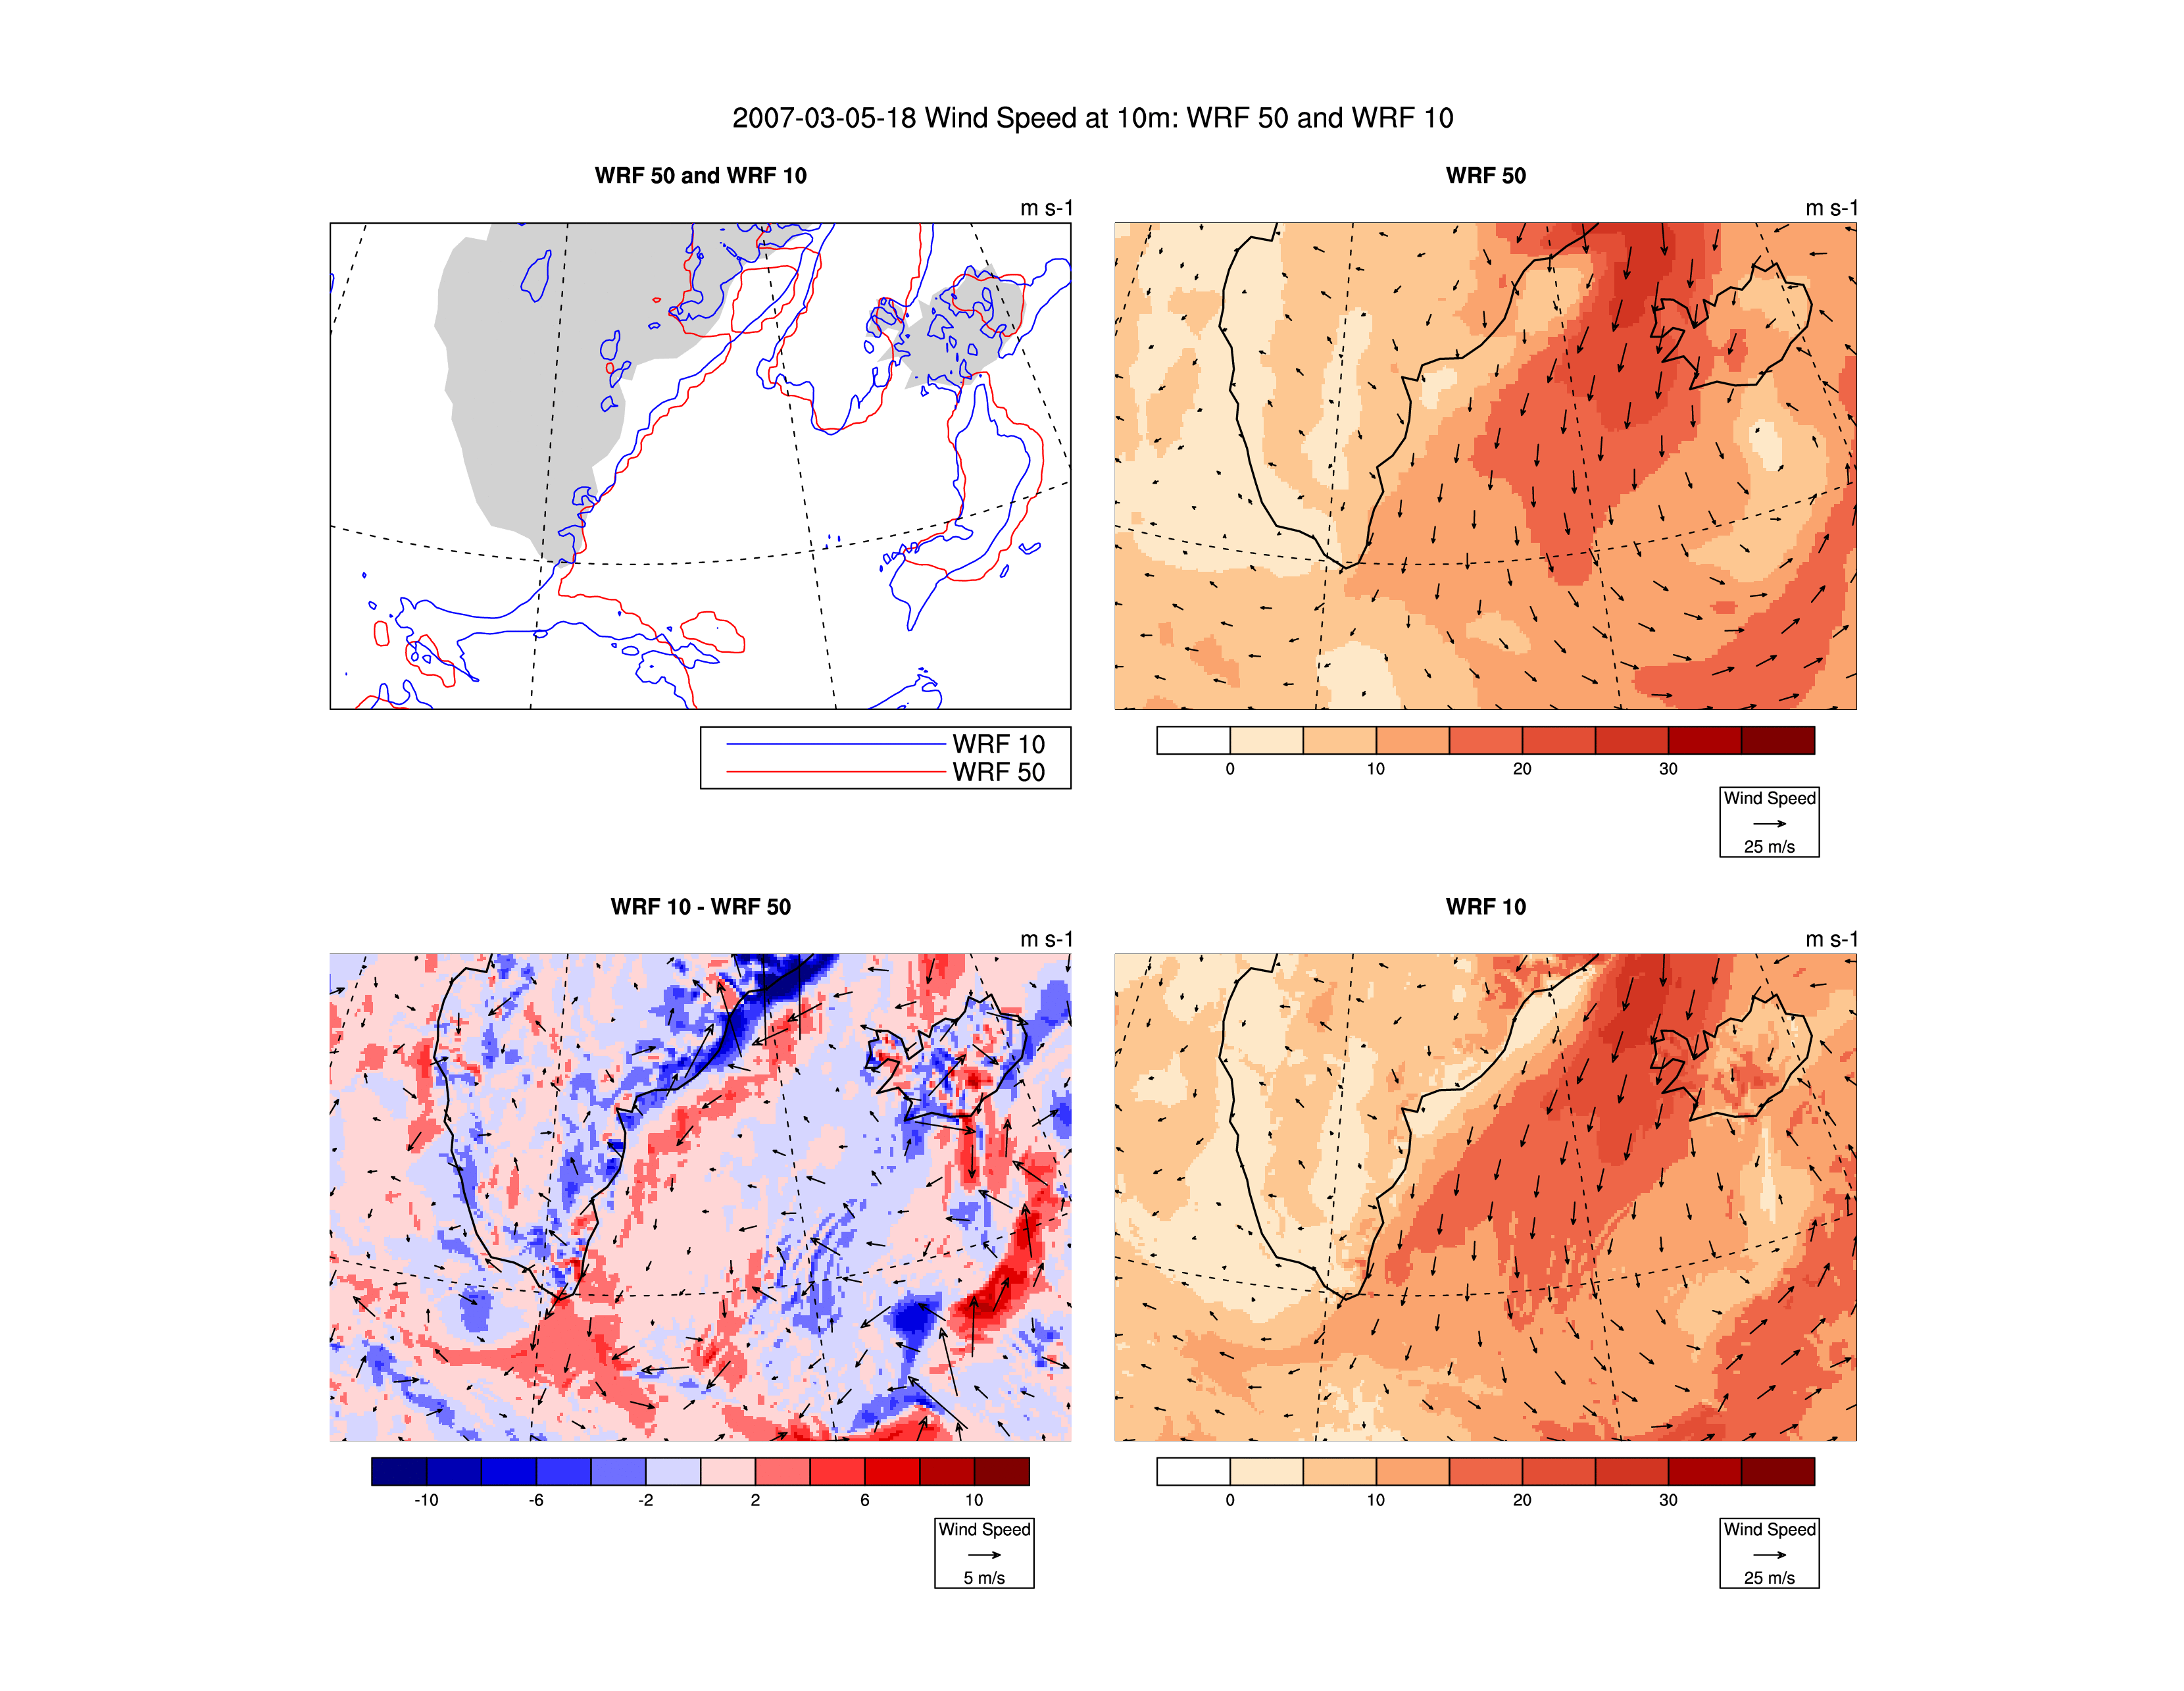 2007-03-05-18 Wind Speed at 10m: WRF 50 and WRF 10
WRF 50 and WRF 10
m s-1
WRF 10
WRF 50
WRF 50
m s-1
0 10 20 30
Wind Speed
25 m/s
WRF 10 - WRF 50
m s-1
-10 -6 -2 2 6 10
Wind Speed
5 m/s
WRF 10
m s-1
0 10 20 30
Wind Speed
25 m/s